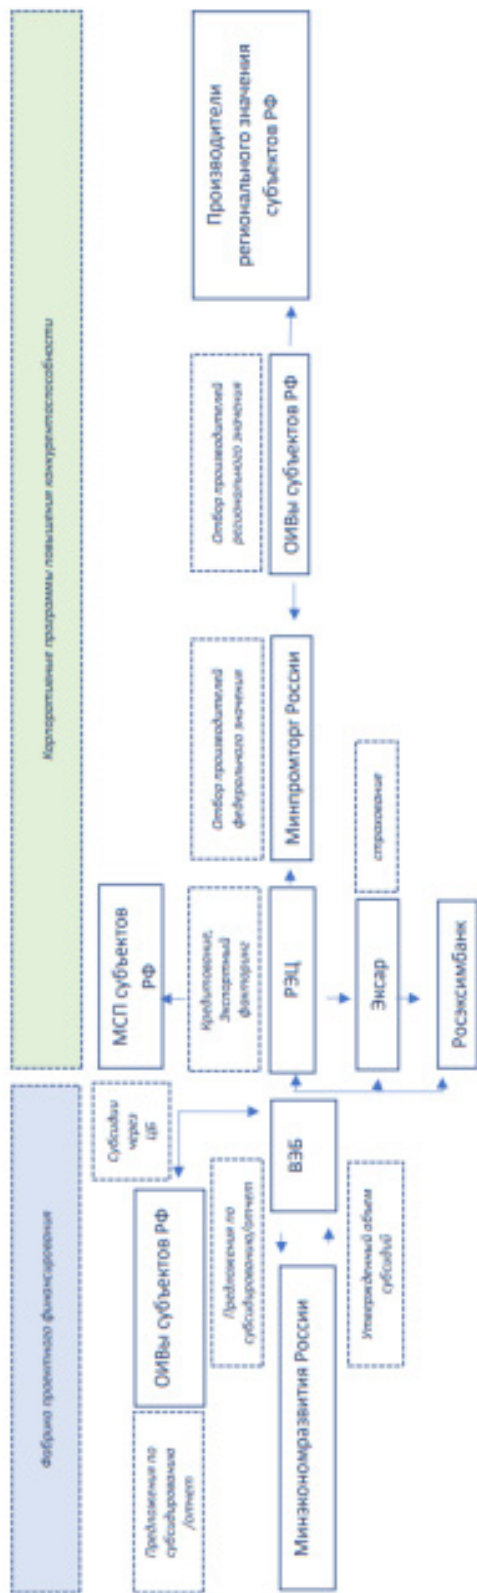 Фабрика проектного финансирования
Корпоративные программы повышения конкурентоспособности
Предложения по
субсидированию
/отчет
ОИВы субъектов РФ
Субсидии
через
ЦБ
МСП субъектов
РФ
Предложения по
субсидированию/отчет
Кредитование,
Экспортный
факторинг
Отбор производителей
федерального значение
Отбор производителей
регионального значения
Минэкономразвития России
ВЭБ
РЭЦ
Минпромторг России
ОИВы субъектов РФ
Производители
регионального значения
субъектов РФ
Утвержденный объем
субсидий
Эксар
страхование
Росэксимбанк